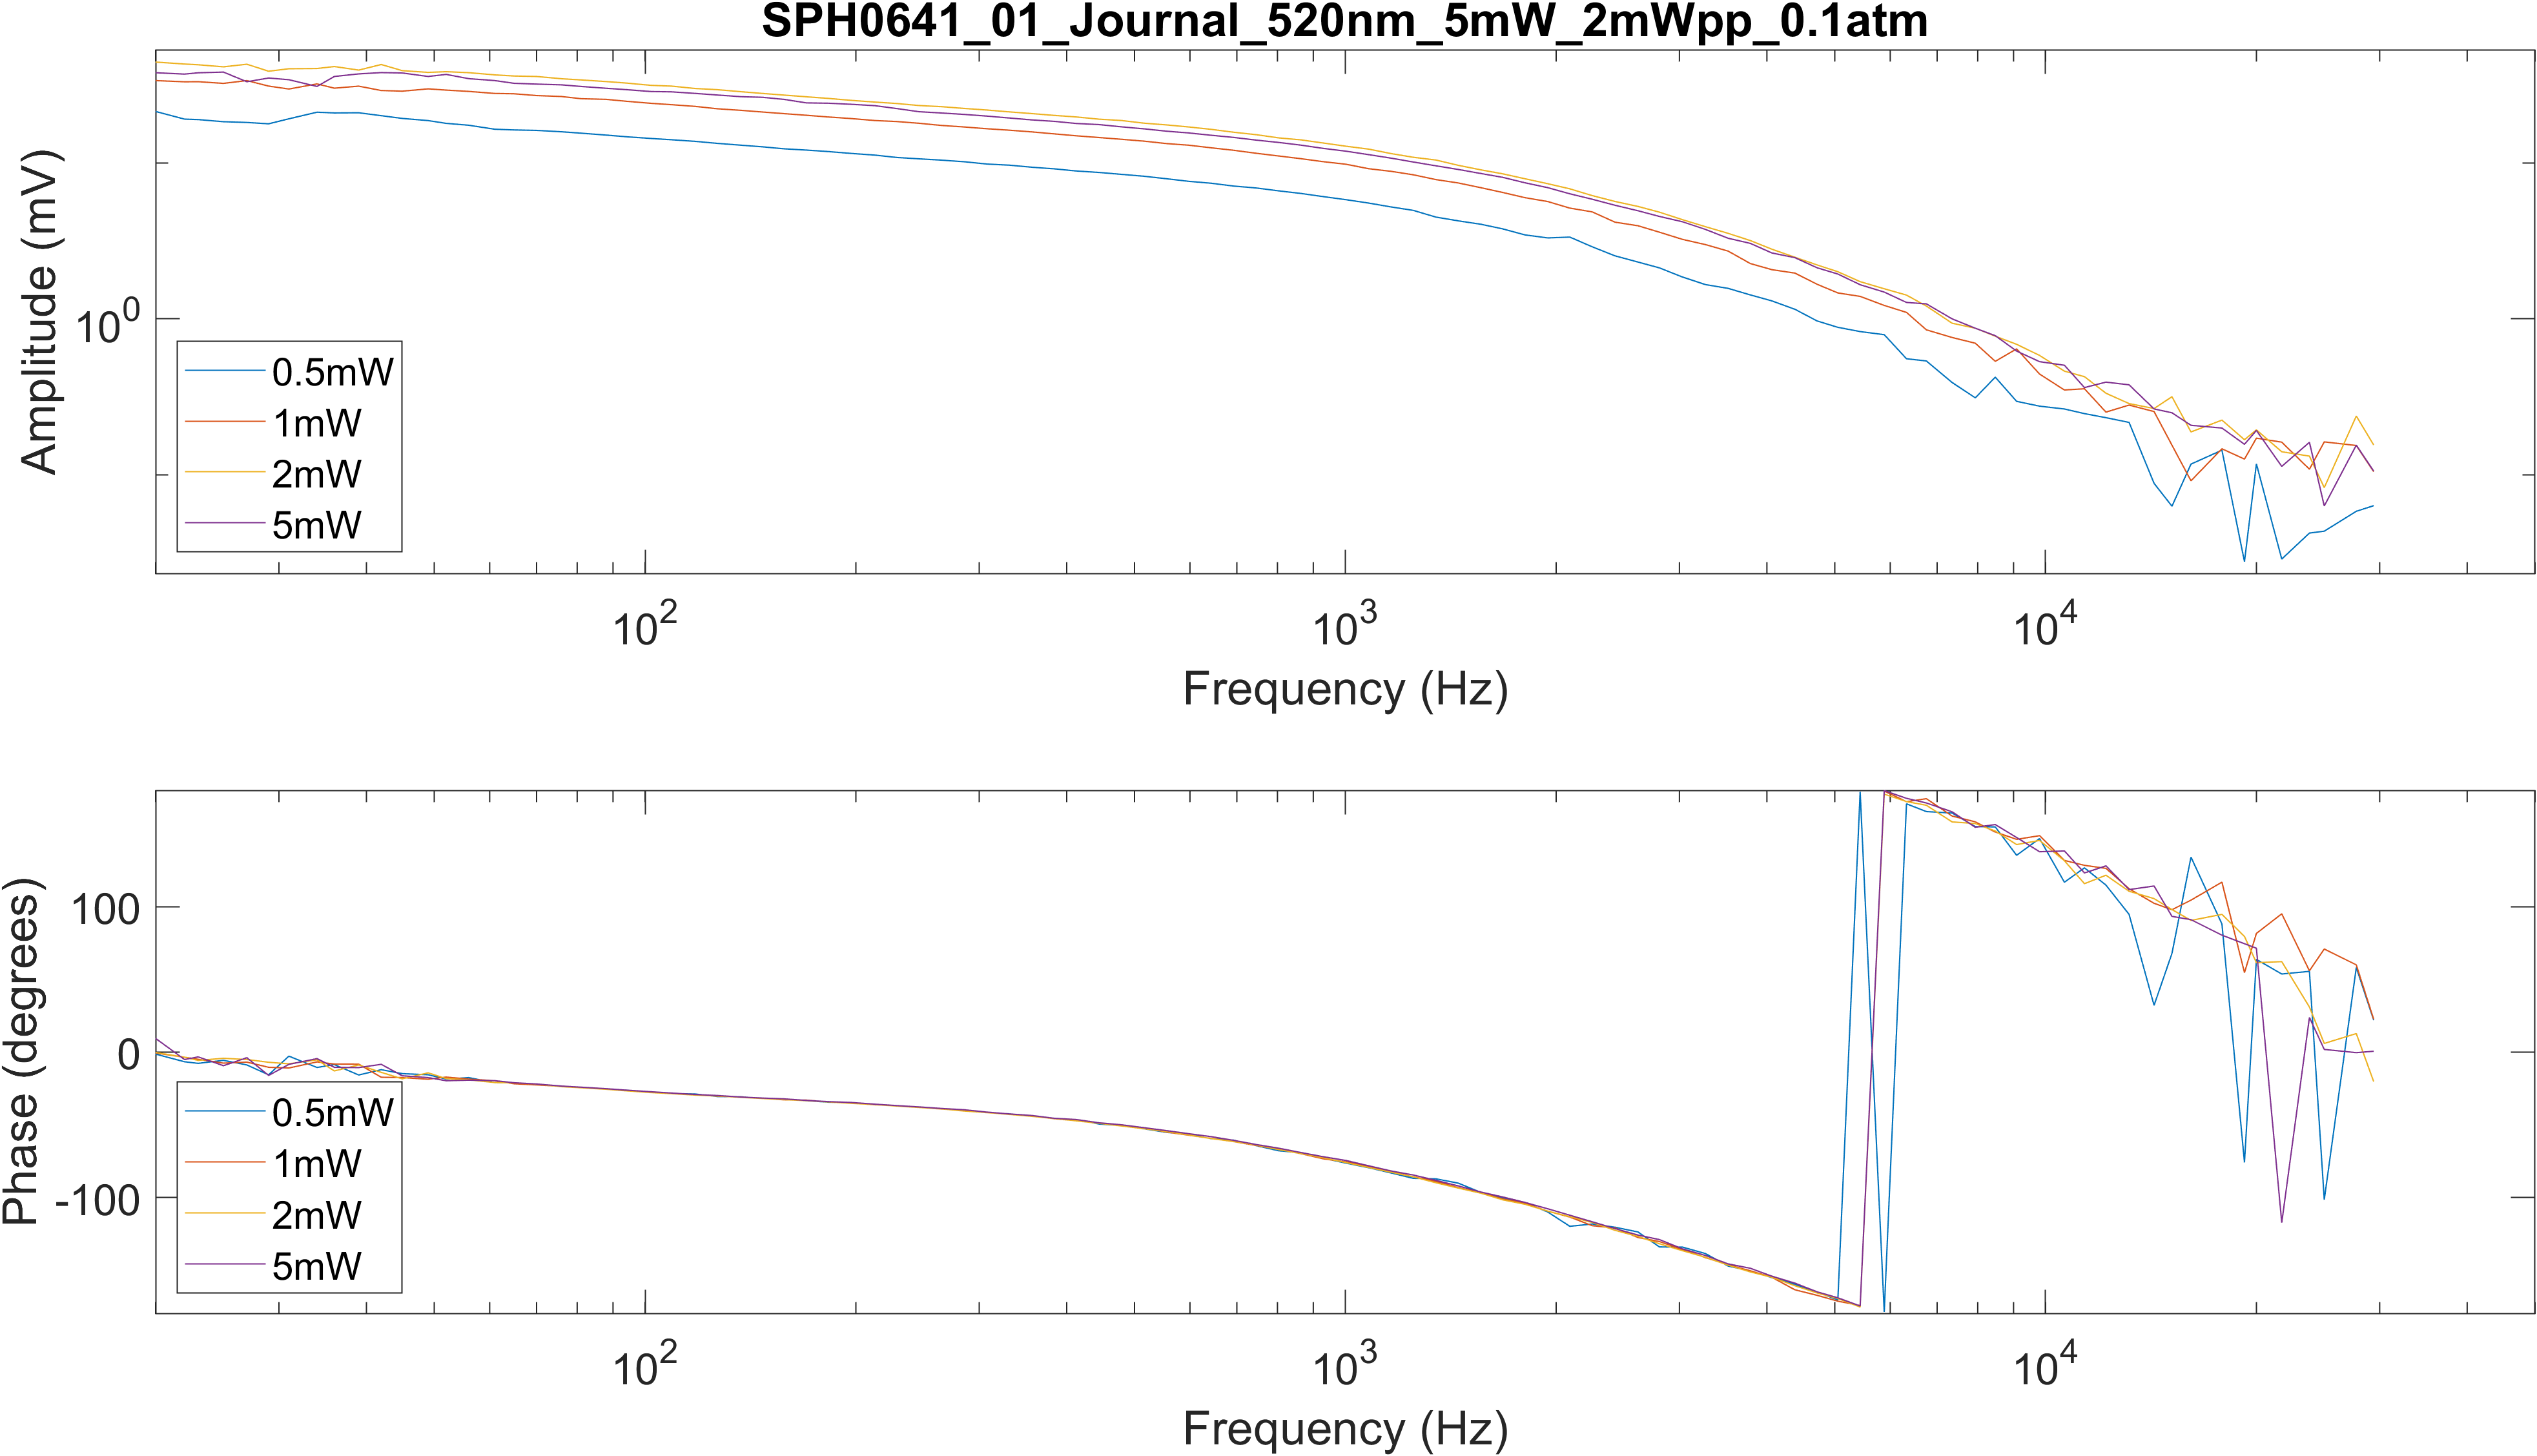 SPH0641_01_Journal_520nm_5mW_2mWpp_0.1atm
Amplitude (mV)
10^0
0.5mW
1mW
2mW
5mW
10^2
10^3
10^4
Frequency (Hz)
Phase (degrees)
100
0
-100
0.5mW
1mW
2mW
5mW
10^2
10^3
10^4
Frequency (Hz)